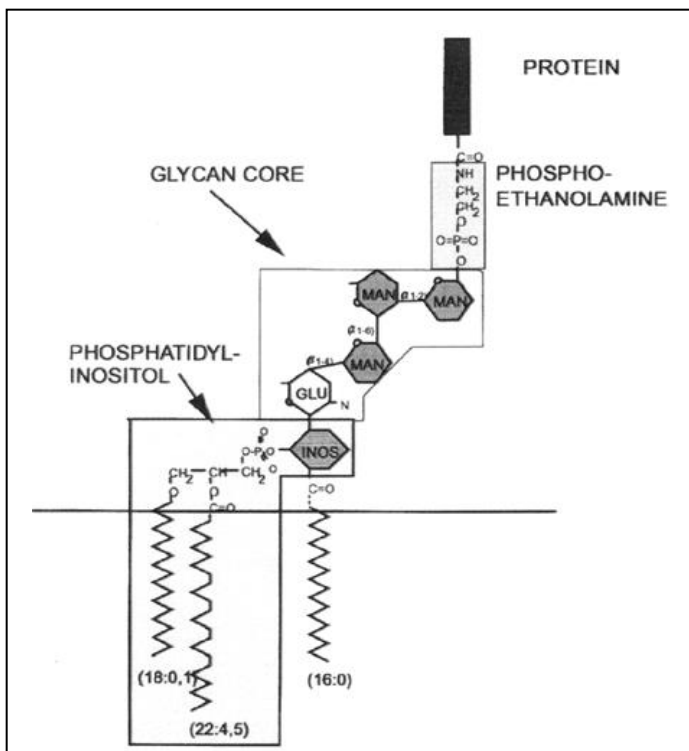 PROTEIN
C=O
NH
CH2
CH2
O
O=P=O
O
PHOSPHO-
ETHANOLAMINE
GLYCAN CORE
MAN
(α1-2)
MAN
(α1-6)
MAN
(α1-4)
GLU
N
PHOSPHATIDYL-
INOSITOL
O
O-P-O
O
INOS
CH2
CH
CH2
O
O
C=O
C=O
(18:0,1)
(22:4,5)
(16:0)